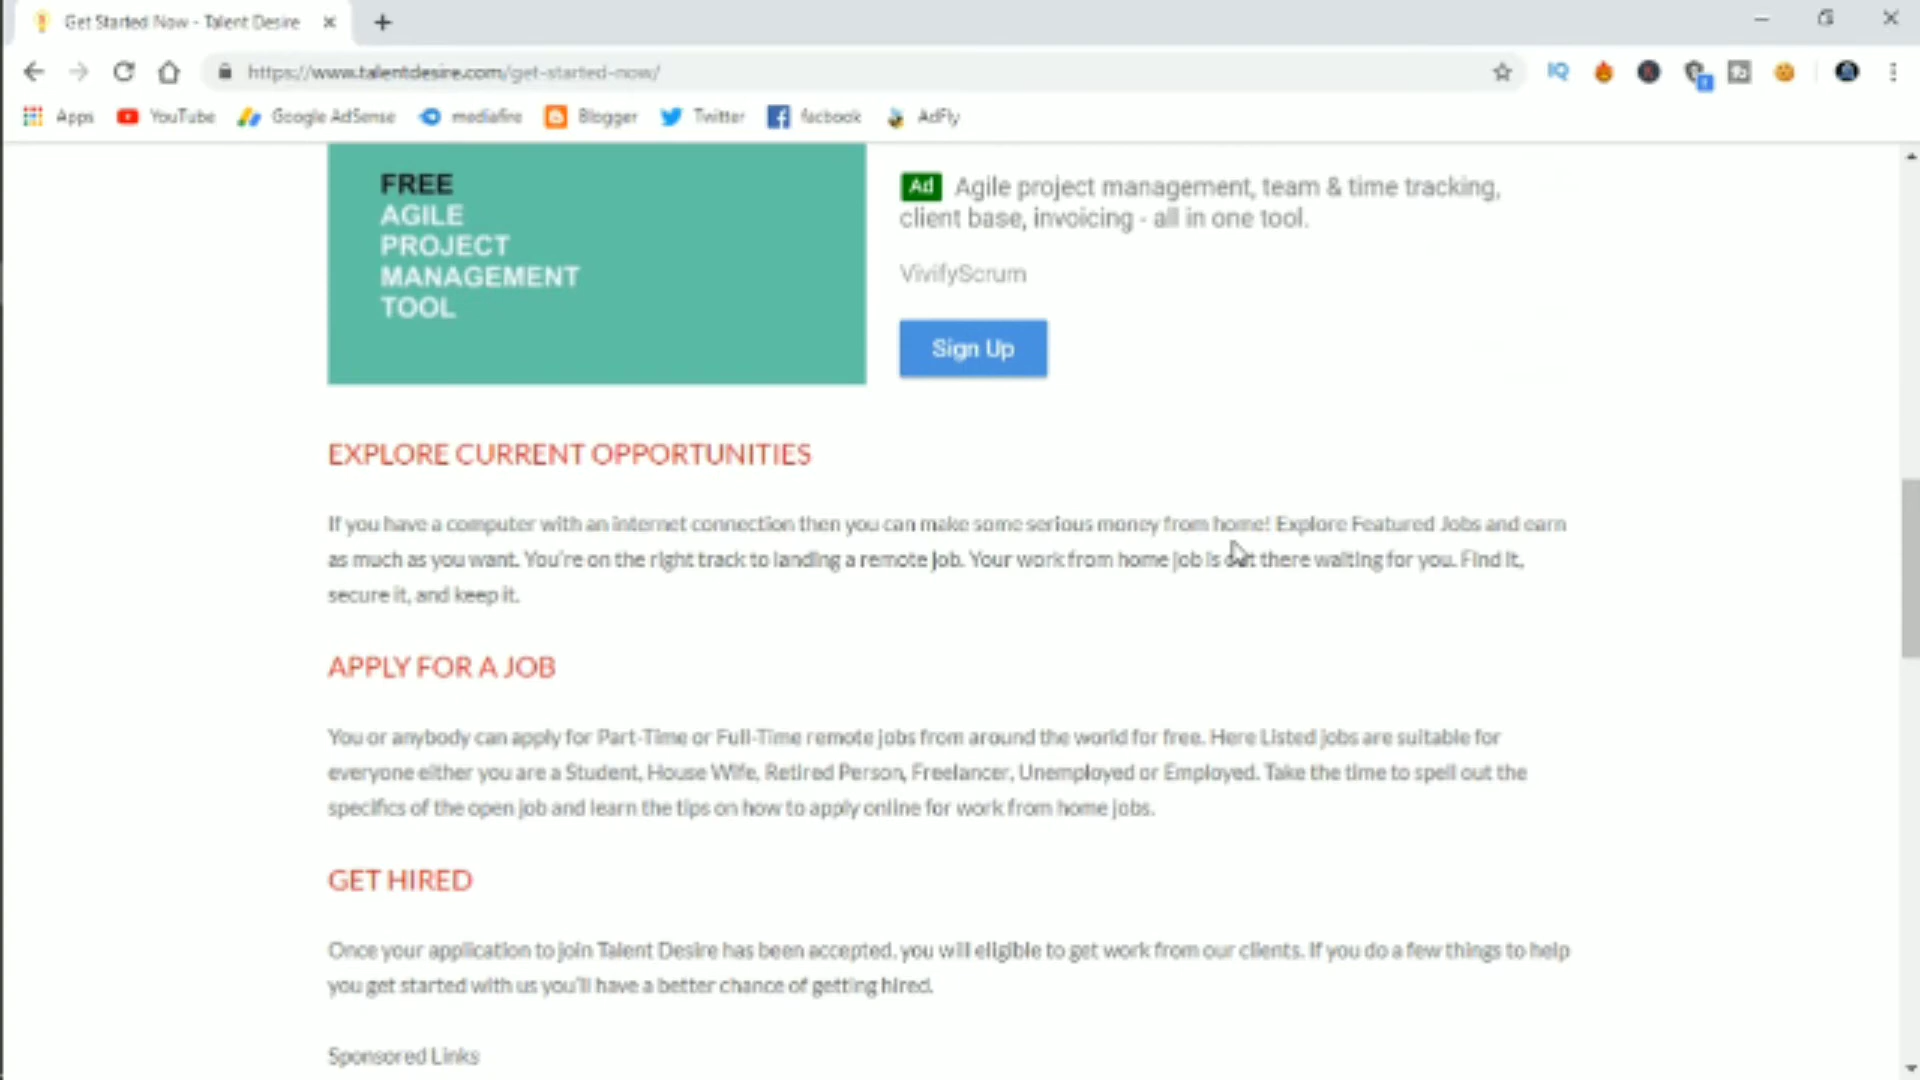 Get Started Now - Talent Desire
https://www.talentdesire.com/get-started-now/
Apps YouTube Google AdSense mediafire Blogger Twitter facbook AdFly
FREE
AGILE
PROJECT
MANAGEMENT
TOOL
Ad Agile project management, team & time tracking,
client base, invoicing - all in one tool.
VivifyScrum
Sign Up
EXPLORE CURRENT OPPORTUNITIES
If you have a computer with an internet connection then you can make some serious money from home! Explore Featured Jobs and earn
as much as you want. You're on the right track to landing a remote job. Your work from home job is out there waiting for you. Find it,
secure it, and keep it.
APPLY FOR A JOB
You or anybody can apply for Part-Time or Full-Time remote jobs from around the world for free. Here Listed jobs are suitable for
everyone either you are a Student, House Wife, Retired Person, Freelancer, Unemployed or Employed. Take the time to spell out the
specifics of the open job and learn the tips on how to apply online for work from home jobs.
GET HIRED
Once your application to join Talent Desire has been accepted, you will eligible to get work from our clients. If you do a few things to help
you get started with us you'll have a better chance of getting hired.
Sponsored Links